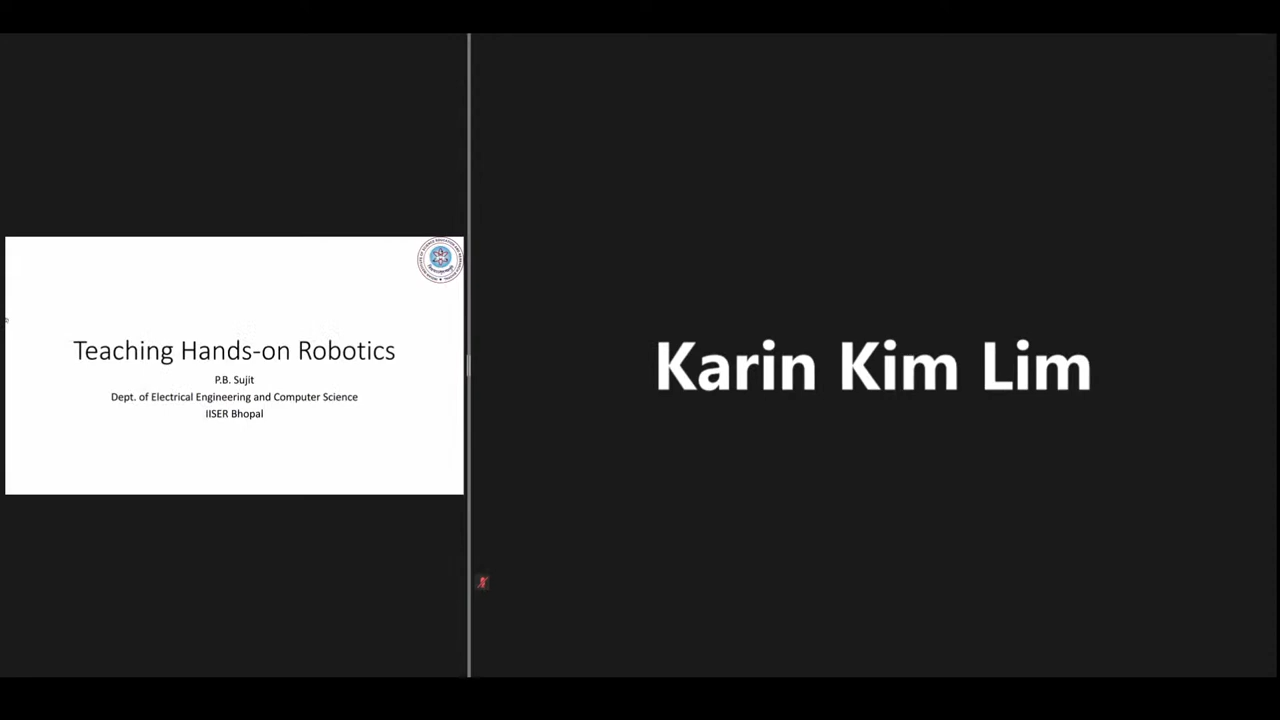 Teaching Hands-on Robotics
P.B. Sujit
Dept. of Electrical Engineering and Computer Science
IISER Bhopal
Karin Kim Lim